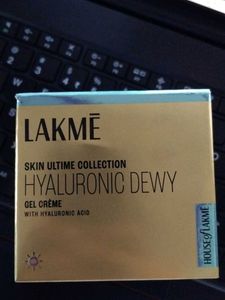 LAKMĒ
SKIN ULTIME COLLECTION
HYALURONIC DEWY
GEL CRÈME
WITH HYALURONIC ACID
HOUSE of LAKMĒ